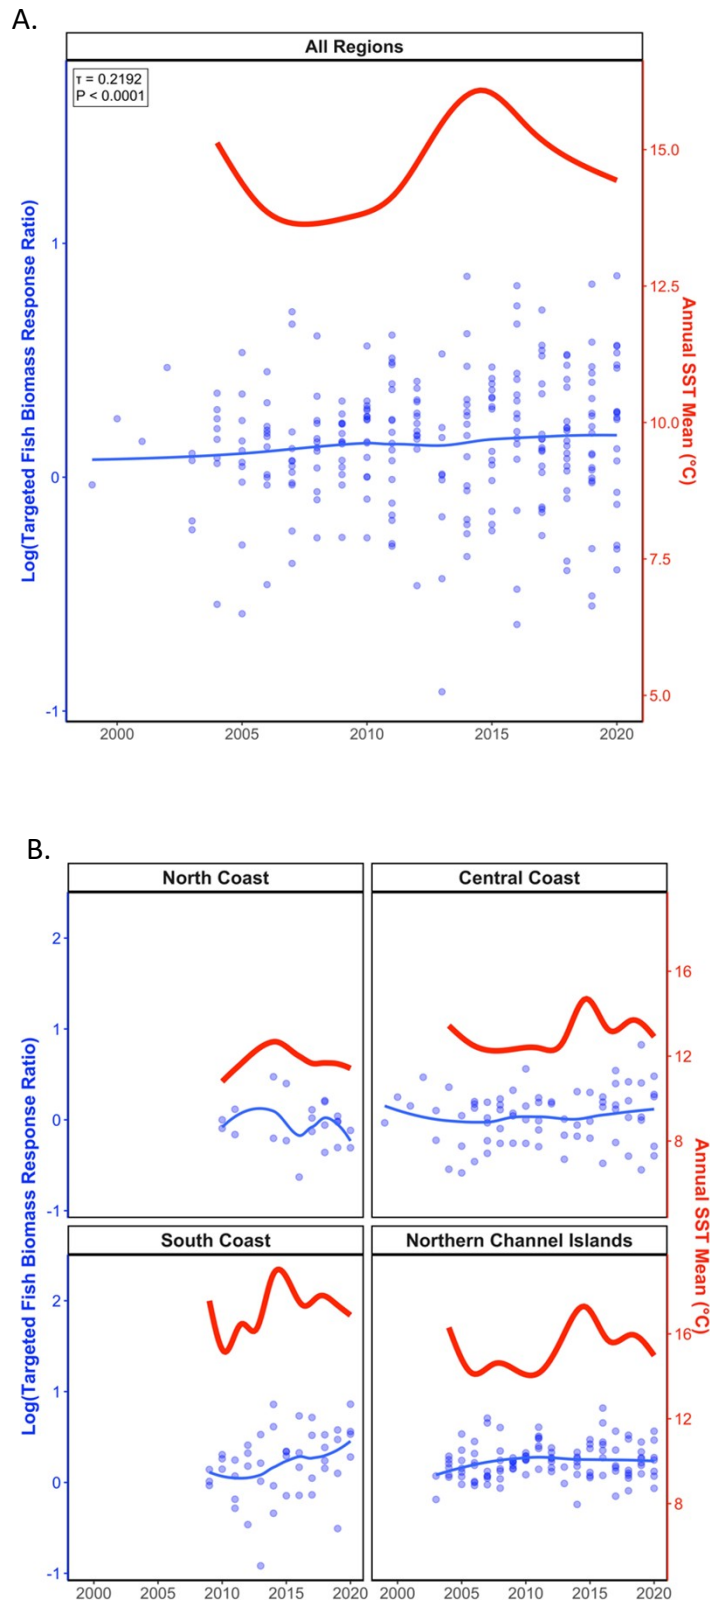 A.
All Regions
τ = 0.2192
P < 0.0001
Log(Targeted Fish Biomass Response Ratio)
1
0
-1
15.0
12.5
10.0
7.5
5.0
Annual SST Mean (°C)
2000 2005 2010 2015 2020
B.
North Coast Central Coast
2
1
0
-1
16
12
8
Log(Targeted Fish Biomass Response Ratio)
Annual SST Mean (°C)
South Coast Northern Channel Islands
2
1
0
-1
16
12
8
2000 2005 2010 2015 2020 2000 2005 2010 2015 2020